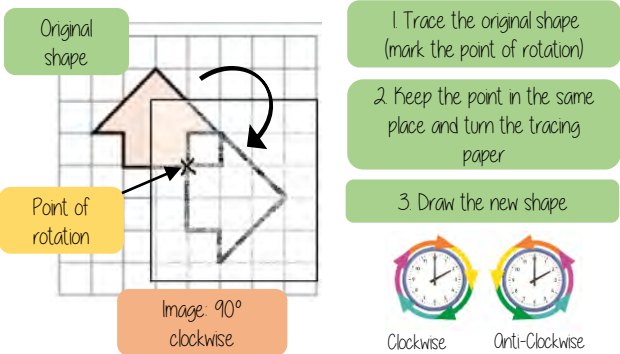 Original
shape
Point of
rotation
Image: 90°
clockwise
1. Trace the original shape
(mark the point of rotation)
2. Keep the point in the same
place and turn the tracing
paper
3. Draw the new shape
Clockwise
Anti-Clockwise